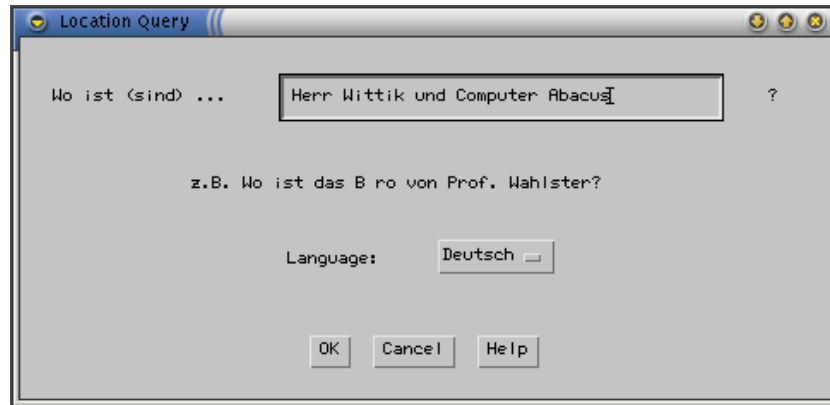 Location Query
Wo ist (sind) ... Herr Wittik und Computer Abacus ?
z.B. Wo ist das B ro von Prof. Wahlster?
Language: Deutsch
OK Cancel Help